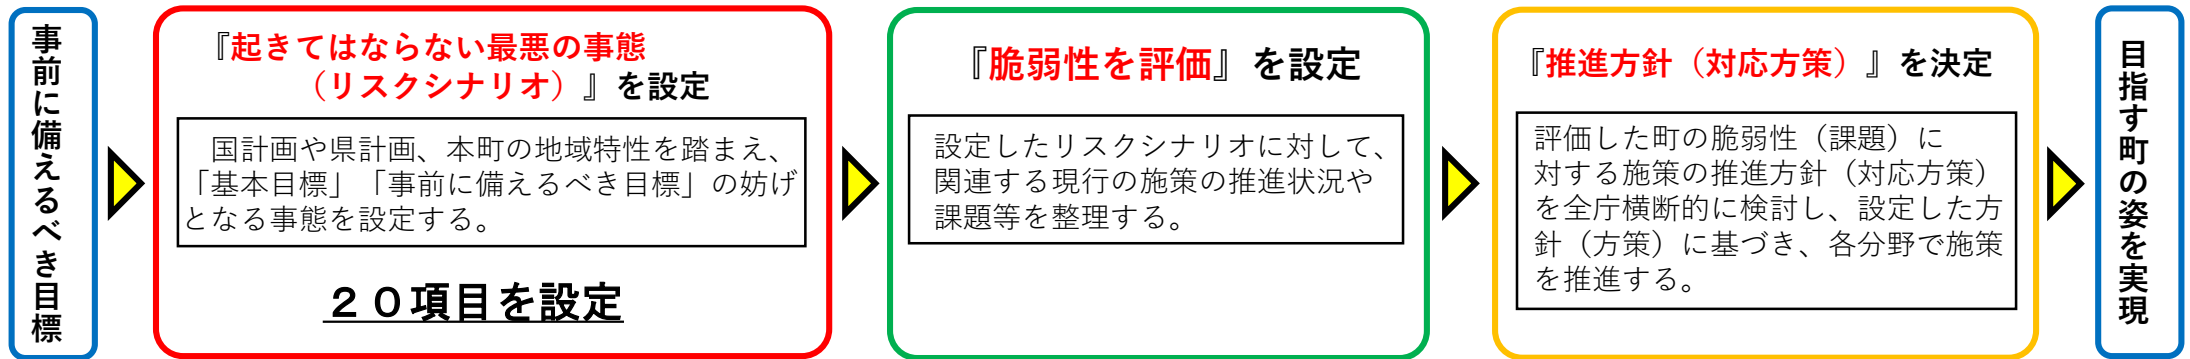 事前に備えるべき目標
『起きてはならない最悪の事態
（リスクシナリオ）』を設定
国計画や県計画、本町の地域特性を踏まえ、
「基本目標」「事前に備えるべき目標」の妨げ
となる事態を設定する。
２０項目を設定
『脆弱性を評価』を設定
設定したリスクシナリオに対して、
関連する現行の施策の推進状況や
課題等を整理する。
『推進方針（対応方策）』を決定
評価した町の脆弱性（課題）に
対する施策の推進方針（対応方策）
を全庁横断的に検討し、設定した方
針（方策）に基づき、各分野で施策
を推進する。
目指す町の姿を実現